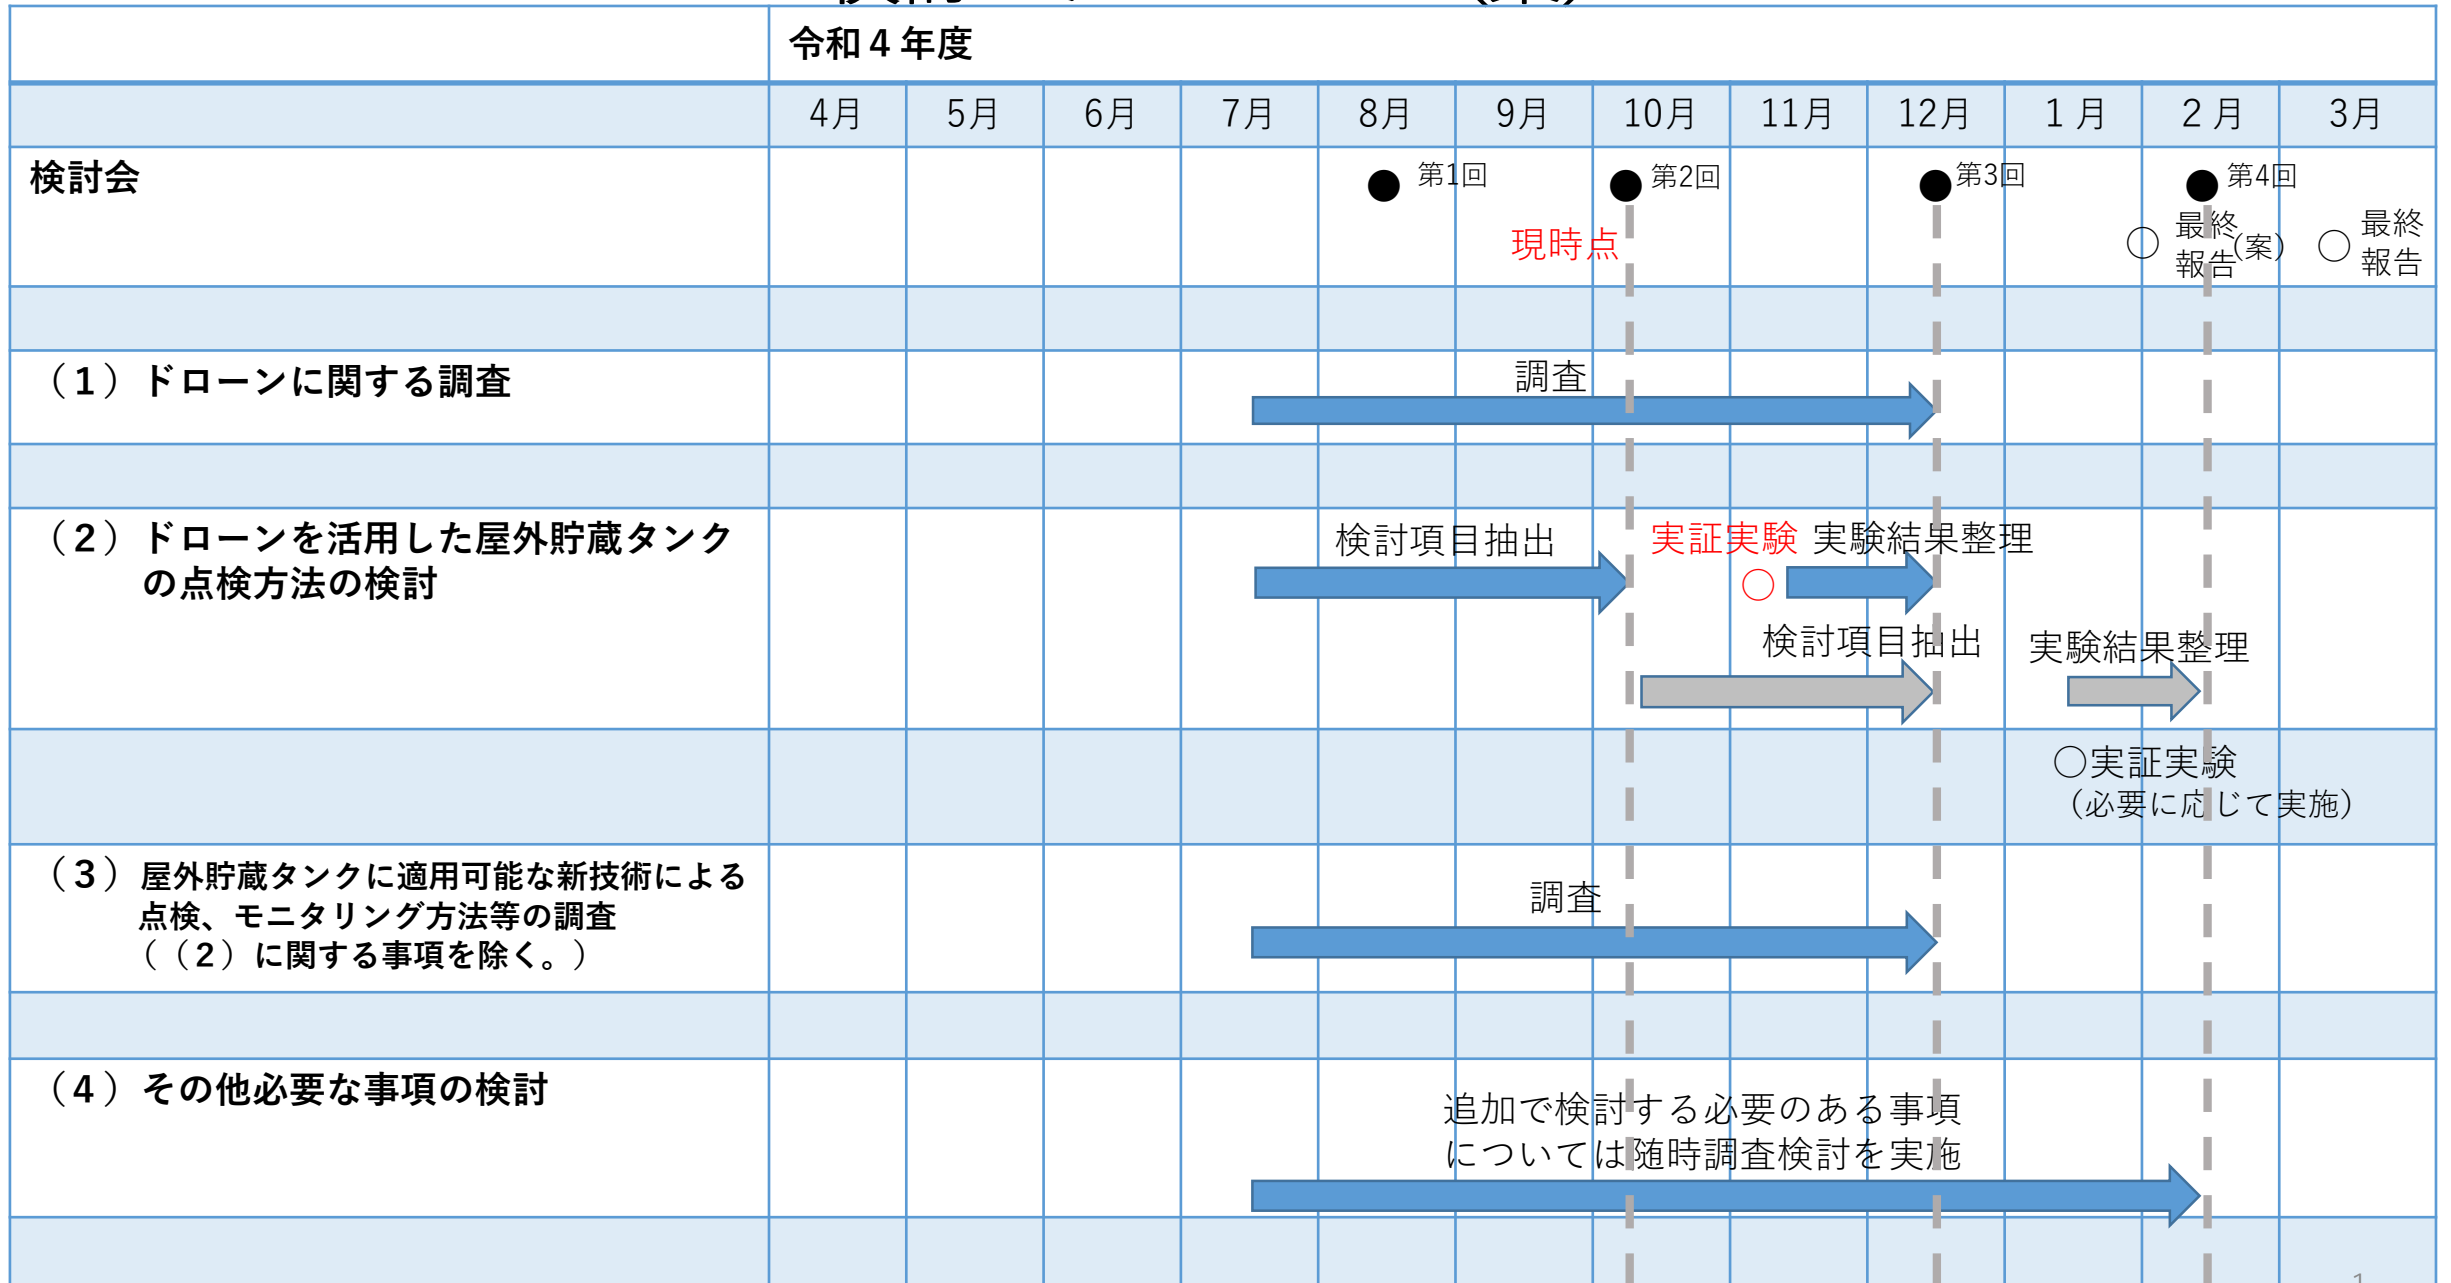 (案)
令和４年度
4月 5月 6月 7月 8月 9月 10月 11月 12月 1月 2月 3月
検討会
● 第1回 ● 第2回 ● 第3回 ● 第4回
現時点
○ 最終報告(案)
○ 最終報告
（1）ドローンに関する調査
調査
（2）ドローンを活用した屋外貯蔵タンク
の点検方法の検討
検討項目抽出 実証実験 実験結果整理
○
検討項目抽出 実験結果整理
○実証実験
（必要に応じて実施）
（3）屋外貯蔵タンクに適用可能な新技術による
点検、モニタリング方法等の調査
（（2）に関する事項を除く。）
調査
（4）その他必要な事項の検討
追加で検討する必要のある事項
については随時調査検討を実施
1